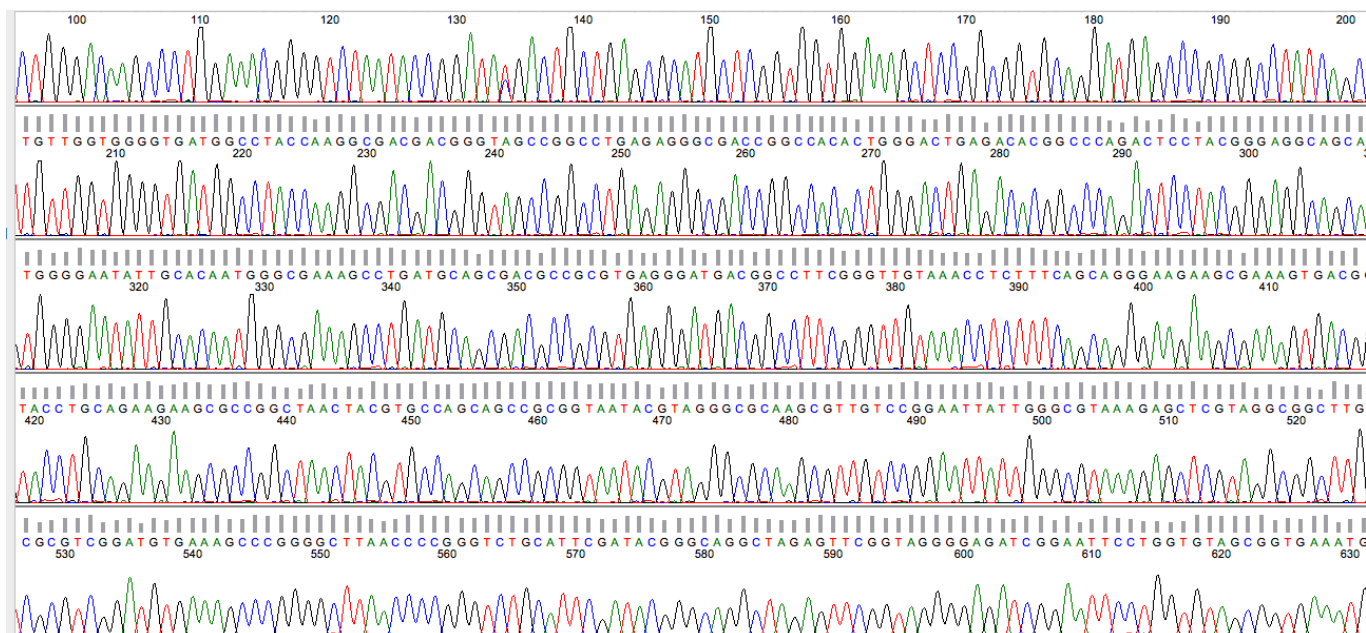 100 110 120 130 140 150 160 170 180 190 200
TGTTGGTGGGGTGATGGCCTACCAAGGCGACGACGGGTAGCCGGCCTGAGAGGGCGACCGGCCACACTGGGACTGAGACACGGCCCAGACTCCTACGGGAGGCAGCA
210 220 230 240 250 260 270 280 290 300
TGGGGAATATTGCACAATGGGCGAAAGCCTGATGCAGCGACGCCGCGTGAGGGATGACGGCCTTCGGGTTGTAAACCTCTTTCAGCAGGGAAGAAGCGAAAGTGACG
320 330 340 350 360 370 380 390 400 410
TACCTGCAGAAGAAGCGCCGGCTAACTACGTGCCAGCAGCCGCGGTAATACGTAGGGCGCAAGCGTTGTCCGGAATTATTGGGCGTAAAGAGCTCGTAGGCGGCTTG
420 430 440 450 460 470 480 490 500 510 520
CGCGTCGGATGTGAAAGCCCGGGGCTTAACCCCGGGTCTGCATTCGATACGGGCAGGCTAGAGTTCGGTAGGGGAGATCGGAATTCCTGGTGTAGCGGTGAAATG
530 540 550 560 570 580 590 600 610 620 630